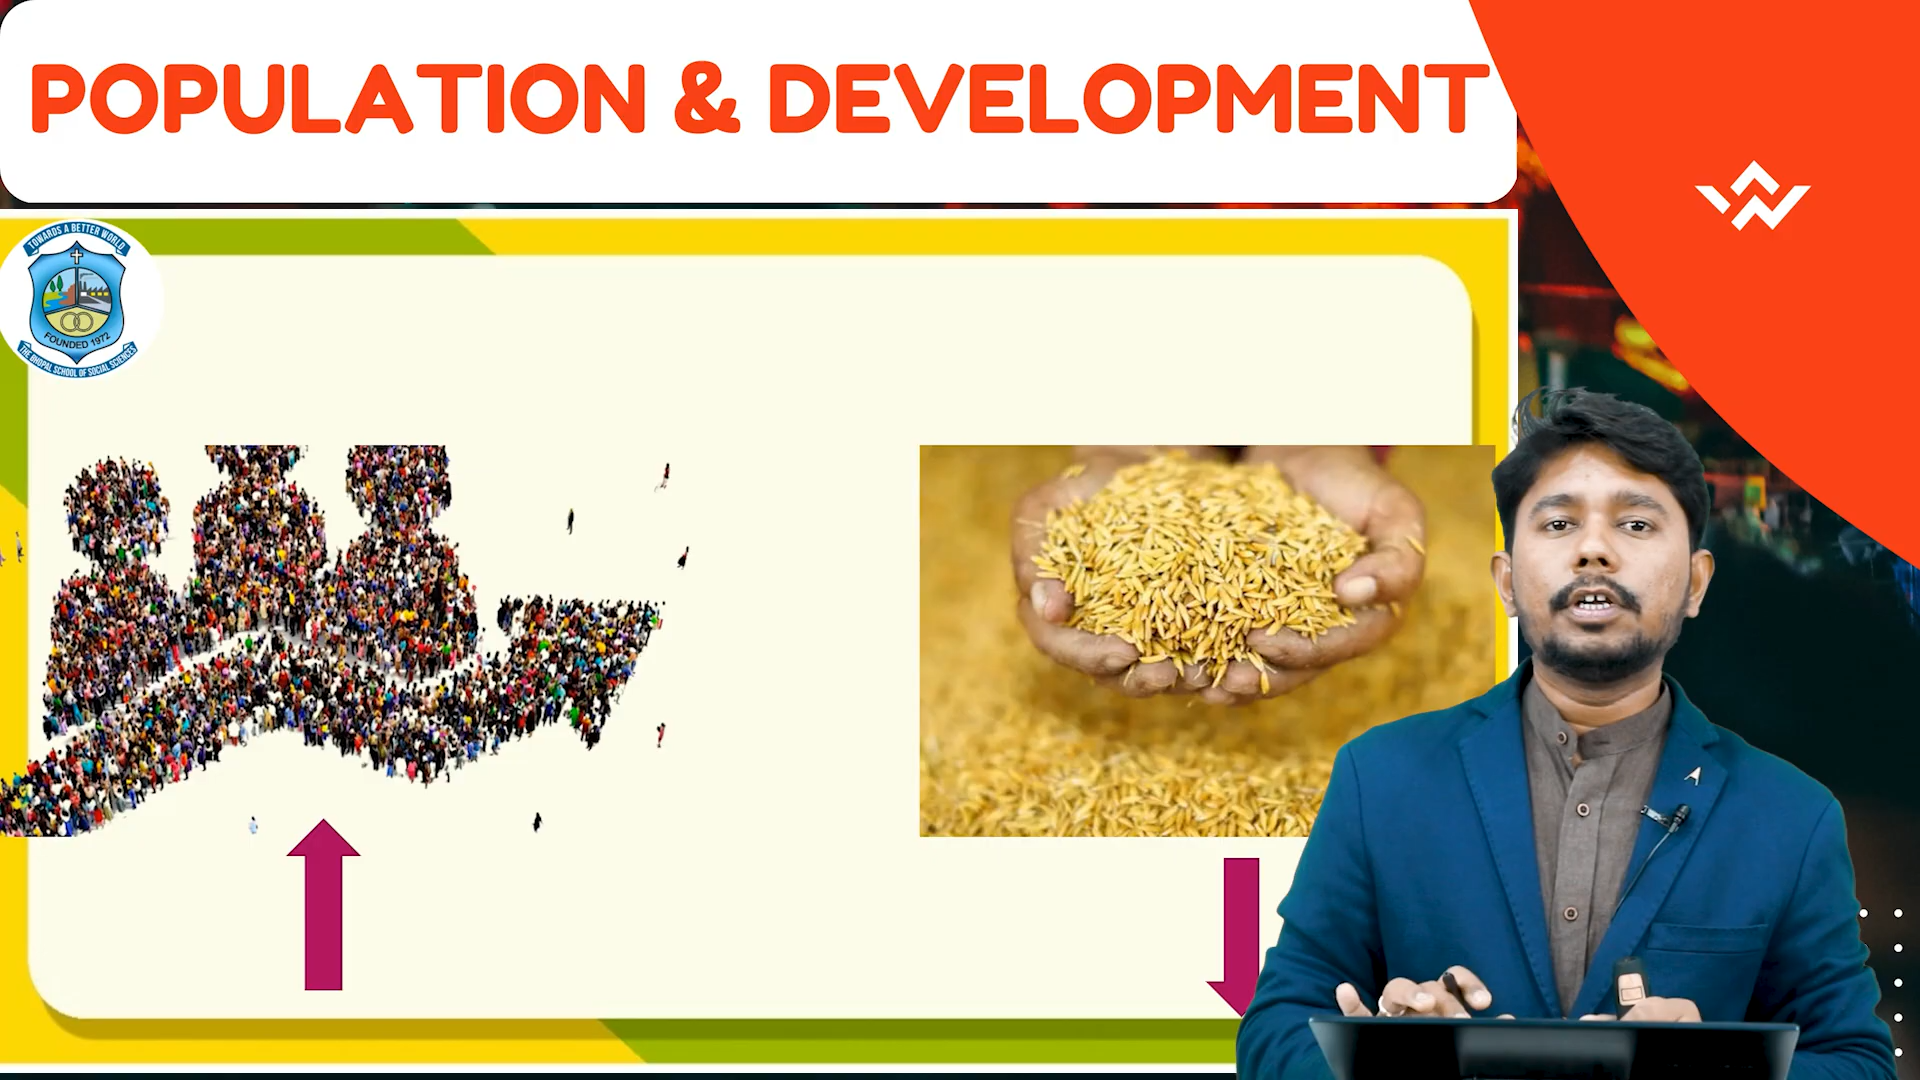 POPULATION & DEVELOPMENT
TOWARDS A BETTER WORLD
FOUNDED 1972
THE BHOPAL SCHOOL OF SOCIAL SCIENCES